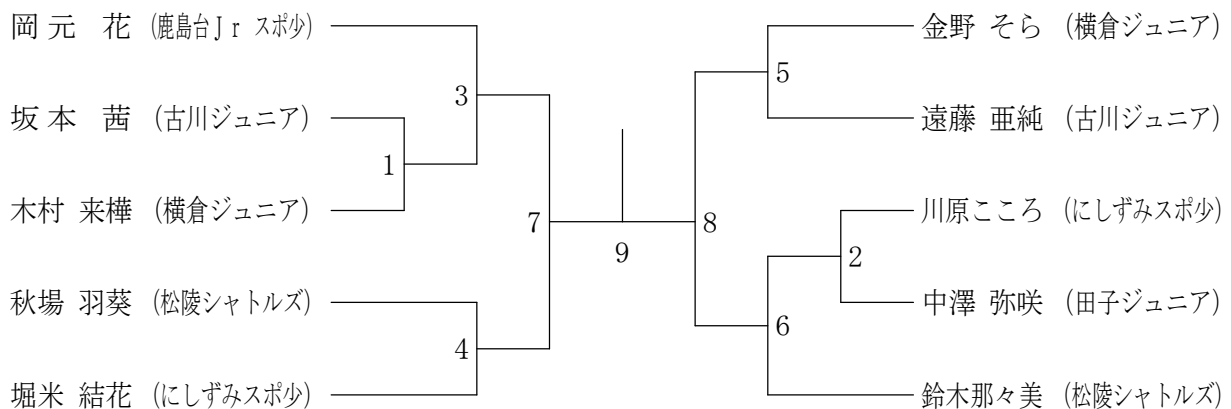 岡元 花 (鹿島台Jr スポ少)
坂本 茜 (古川ジュニア)
木村 来樺 (横倉ジュニア)
秋場 羽葵 (松陵シャトルズ)
堀米 結花 (にしずみスポ少)
3
1
7
4
9
金野 そら (横倉ジュニア)
5
遠藤 亜純 (古川ジュニア)
川原こころ (にしずみスポ少)
8
2
中澤 弥咲 (田子ジュニア)
6
鈴木那々美 (松陵シャトルズ)